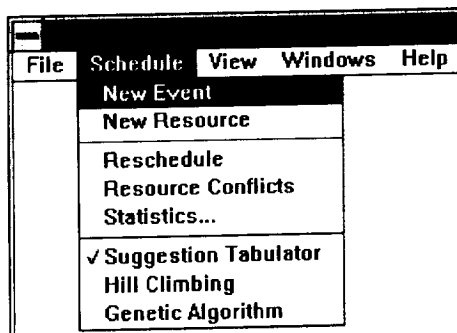 File Schedule View Windows Help
New Event
New Resource
Reschedule
Resource Conflicts
Statistics...
✓ Suggestion Tabulator
Hill Climbing
Genetic Algorithm